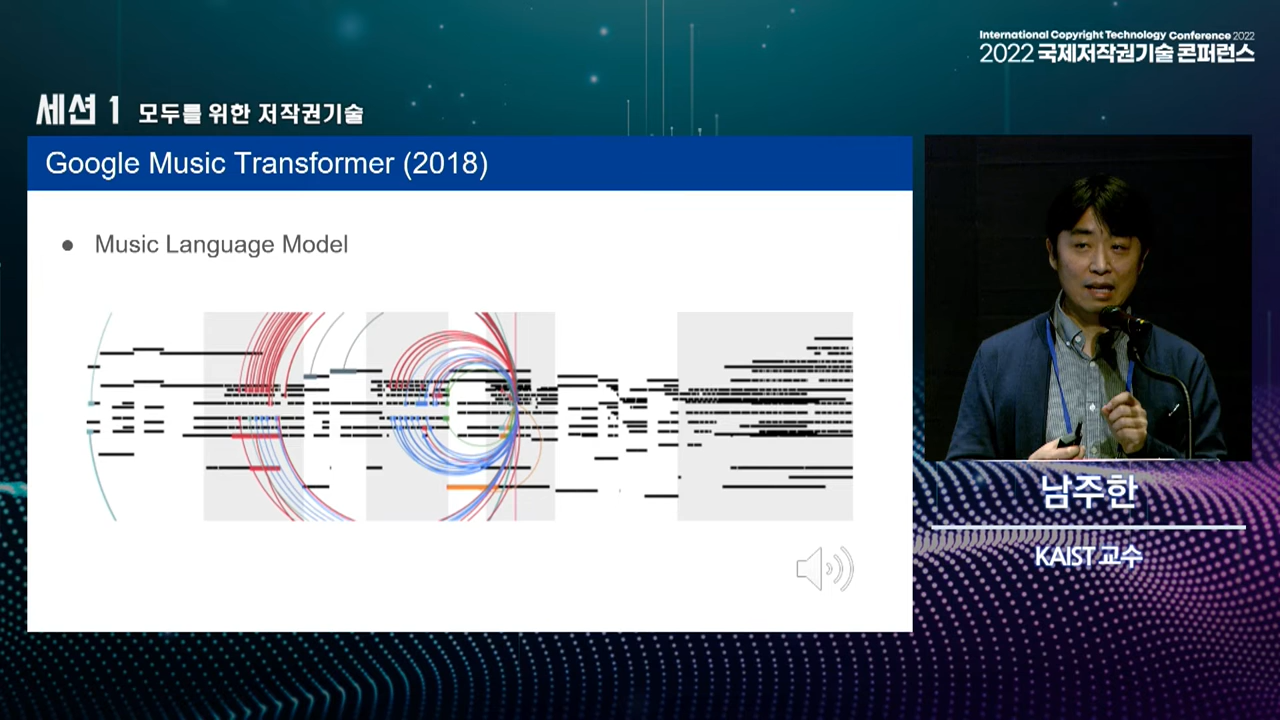 International Copyright Technology Conference 2022
2022 국제저작권기술 콘퍼런스
세션 1 모두를 위한 저작권기술
Google Music Transformer (2018)
● Music Language Model
남주한
KAIST 교수